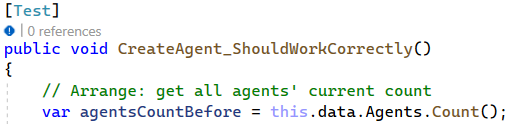 [Test]
| 0 references
public void CreateAgent_ShouldWorkCorrectly()
{
// Arrange: get all agents' current count
var agentsCountBefore = this.data.Agents.Count();